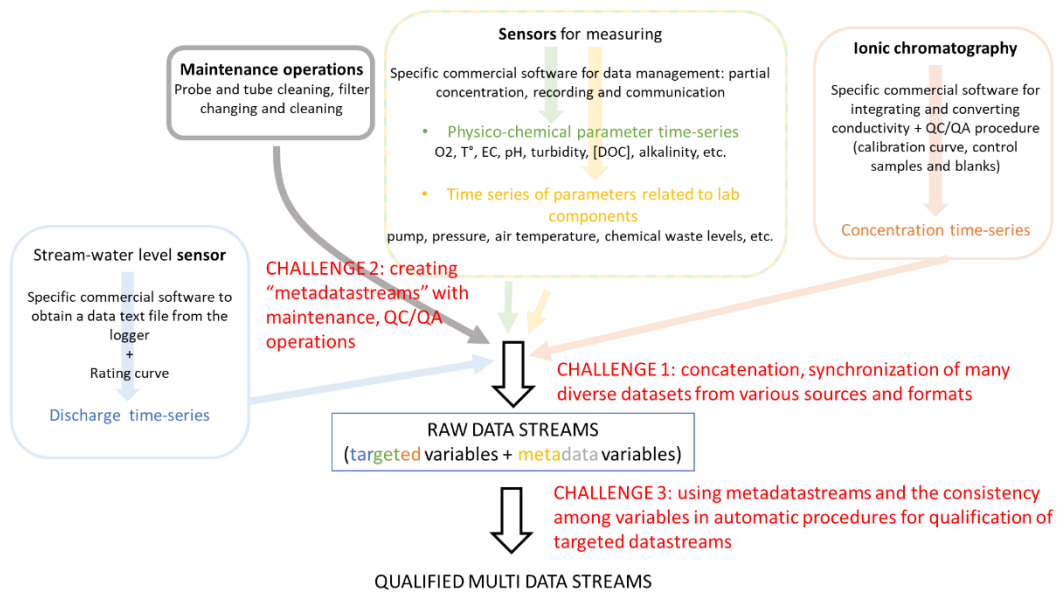 Maintenance operations
Probe and tube cleaning, filter
changing and cleaning
Sensors for measuring
Specific commercial software for data management: partial
concentration, recording and communication
• Physico-chemical parameter time-series
O2, T°, EC, pH, turbidity, [DOC], alkalinity, etc.
• Time series of parameters related to lab
components
pump, pressure, air temperature, chemical waste levels, etc.
Ionic chromatography
Specific commercial software for
integrating and converting
conductivity + QC/QA procedure
(calibration curve, control
samples and blanks)
Concentration time-series
Stream-water level sensor
Specific commercial software to
obtain a data text file from the
logger
+
Rating curve
Discharge time-series
CHALLENGE 2: creating
“metadatastreams” with
maintenance, QC/QA
operations
CHALLENGE 1: concatenation, synchronization of many
diverse datasets from various sources and formats
RAW DATA STREAMS
(targeted variables + metadata variables)
CHALLENGE 3: using metadatastreams and the consistency
among variables in automatic procedures for qualification of
targeted datastreams
QUALIFIED MULTI DATA STREAMS